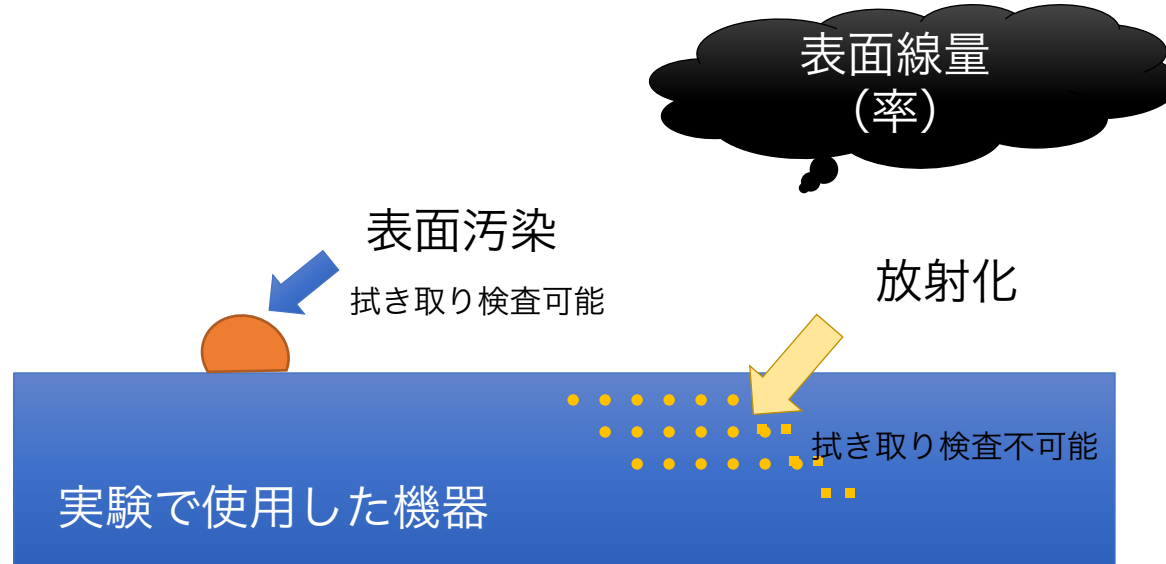 表面線量
（率）
表面汚染
拭き取り検査可能
放射化
拭き取り検査不可能
実験で使用した機器